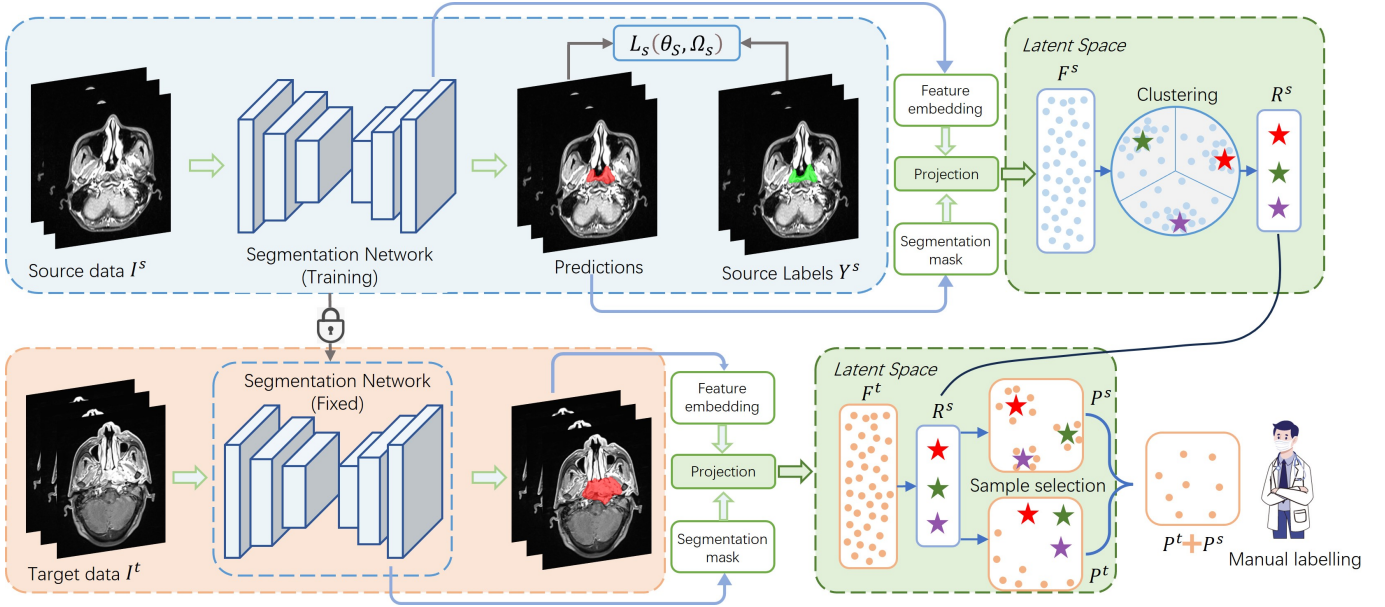 L_s(θ_S, Ω_s)
Source data I^s
Segmentation Network
(Training)
Predictions
Source Labels Y^s
Feature
embedding
Projection
Segmentation
mask
Latent Space
F^s
Clustering
R^s
Segmentation Network
(Fixed)
Target data I^t
Feature
embedding
Projection
Segmentation
mask
Latent Space
F^t
R^s
P^s
Sample selection
P^t
P^t+P^s
Manual labelling